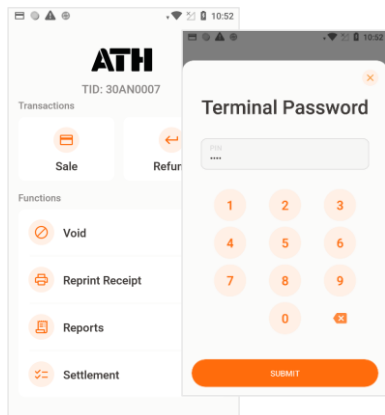 10:52
ATH
TID: 30AN0007
Transactions
Sale
Functions
Void
Reprint Receipt
Reports
Settlement
10:52
Terminal Password
PIN
••••
1 2 3
4 5 6
7 8 9
0
SUBMIT